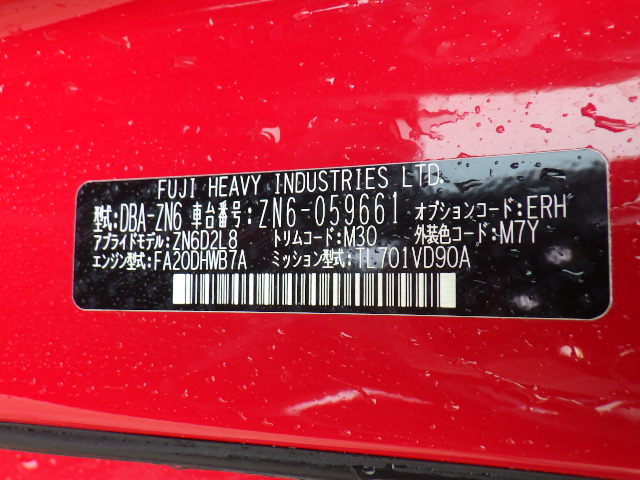 FUJI HEAVY INDUSTRIES LTD.
型式:DBA-ZN6 車台番号:ZN6-059661 オプションコード:ERH
アプライドモデル:ZN6D2L8 トリムコード:M30 外装色コード:M7Y
エンジン型式:FA20DHWB7A ミッション型式:TL701VD90A